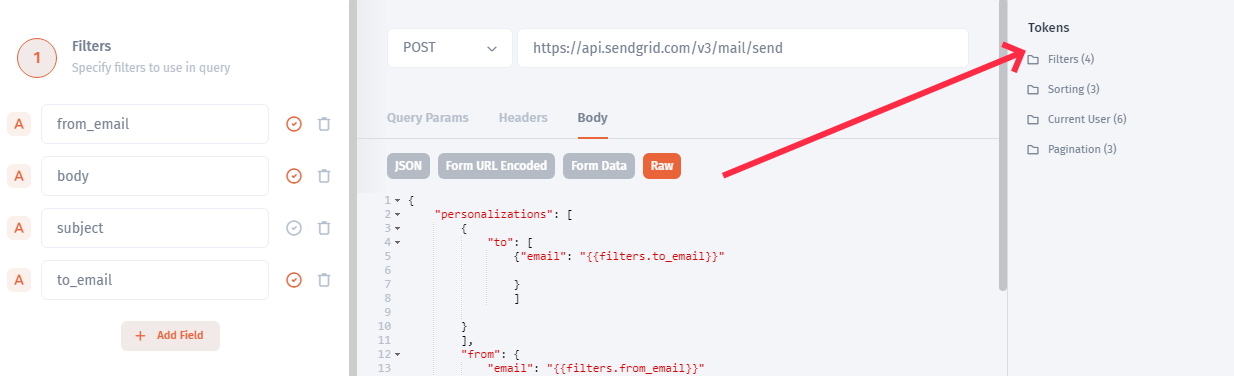 1
Filters
Specify filters to use in query
A
from_email
A
body
A
subject
A
to_email
+ Add Field
POST
https://api.sendgrid.com/v3/mail/send
Query Params
Headers
Body
JSON
Form URL Encoded
Form Data
Raw
1 {
2 "personalizations": [
3 {
4 "to": [
5 {"email": "{{filters.to_email}}"
6
7 }
8 ]
9
10 }
11 ],
12 "from": {
13 "email": "{{filters.from_email}}"
Tokens
Filters (4)
Sorting (3)
Current User (6)
Pagination (3)